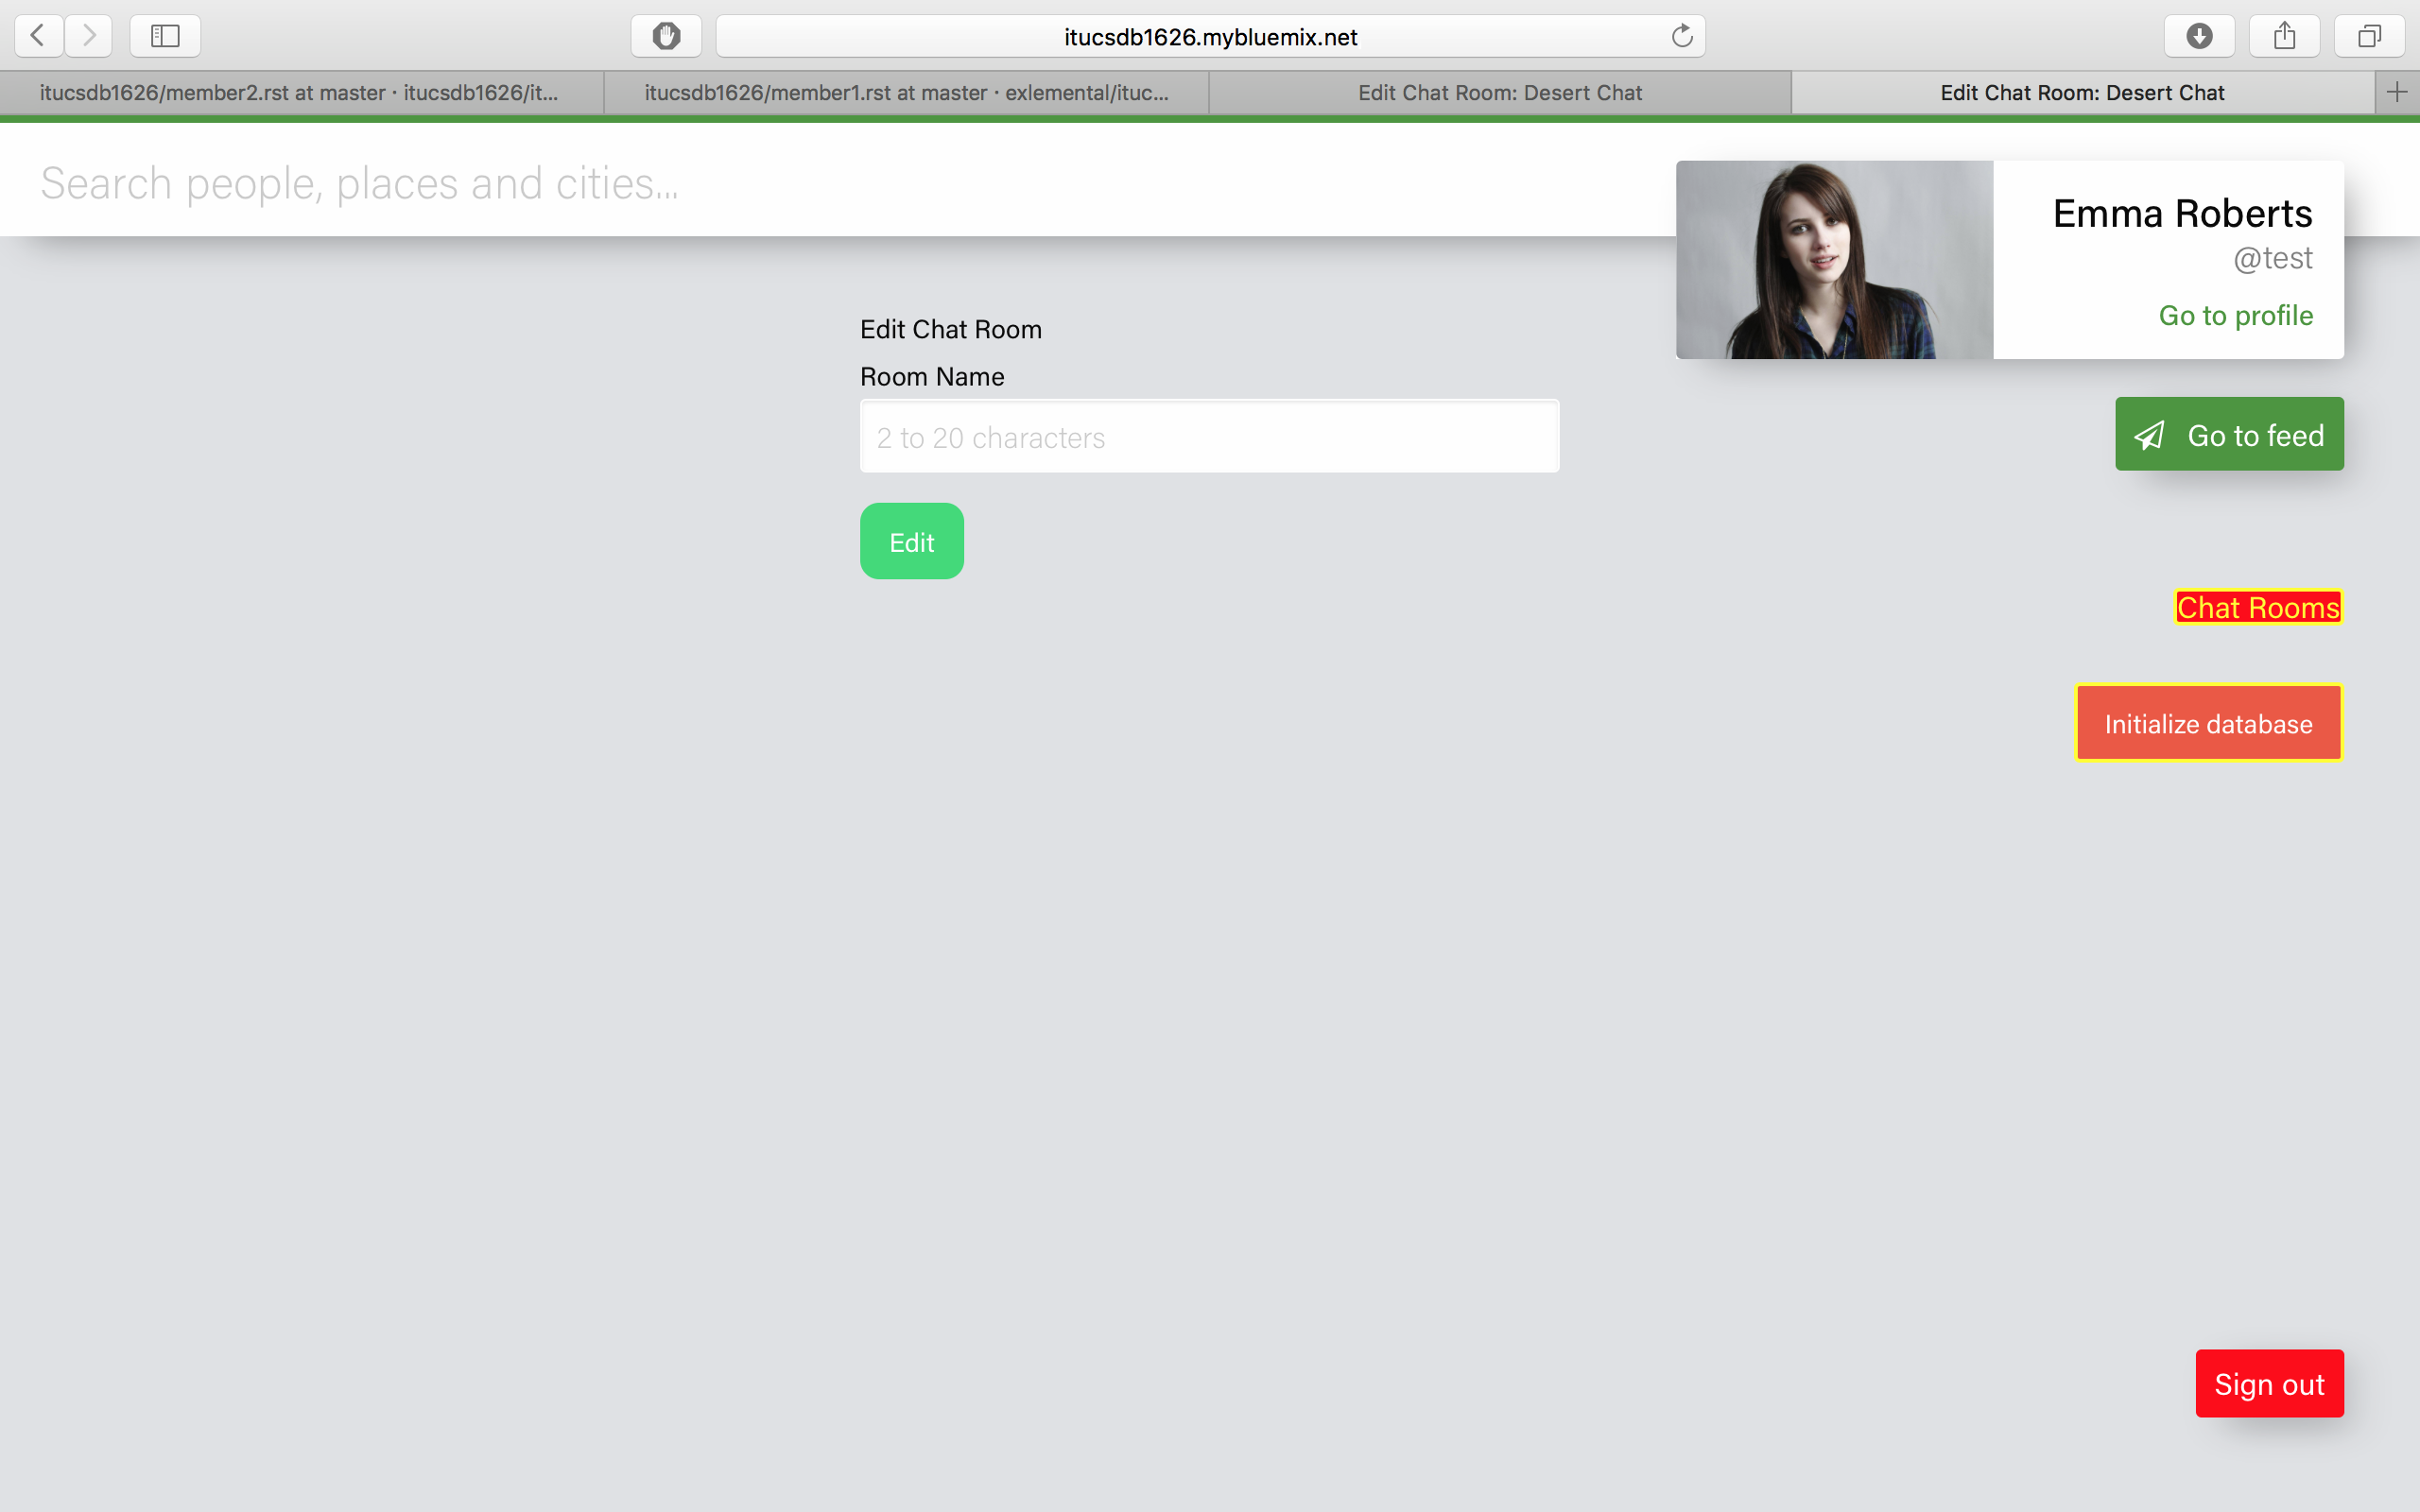 itucsdb1626.mybluemix.net
itucsdb1626/member2.rst at master · itucsdb1626/it...
itucsdb1626/member1.rst at master · exlemental/ituc...
Edit Chat Room: Desert Chat
Edit Chat Room: Desert Chat
Search people, places and cities...
Emma Roberts
@test
Go to profile
Edit Chat Room
Room Name
2 to 20 characters
Go to feed
Edit
Chat Rooms
Initialize database
Sign out